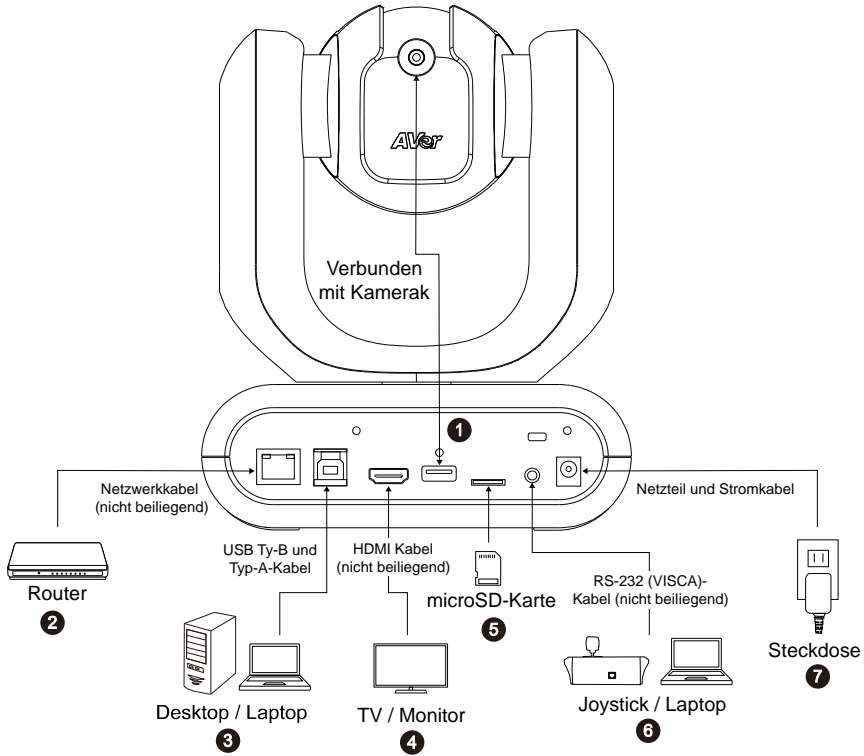 AVer
Verbunden
mit Kamerak
1
Netzwerkkabel
(nicht beiliegend)
Netzteil und Stromkabel
USB Ty-B und
Typ-A-Kabel
HDMI Kabel
(nicht beiliegend)
RS-232 (VISCA)-
Kabel (nicht beiliegend)
Router
2
microSD-Karte
5
Steckdose
7
Desktop / Laptop
3
TV / Monitor
4
Joystick / Laptop
6